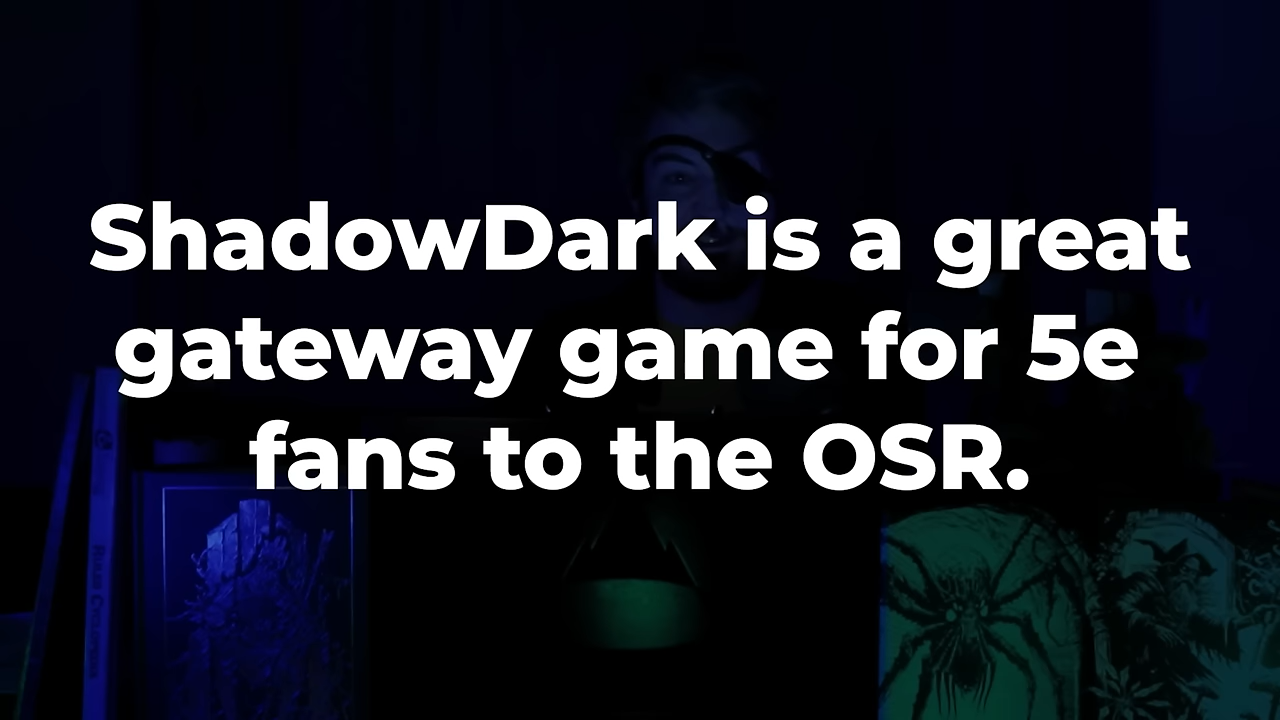 ShadowDark is a great
gateway game for 5e
fans to the OSR.